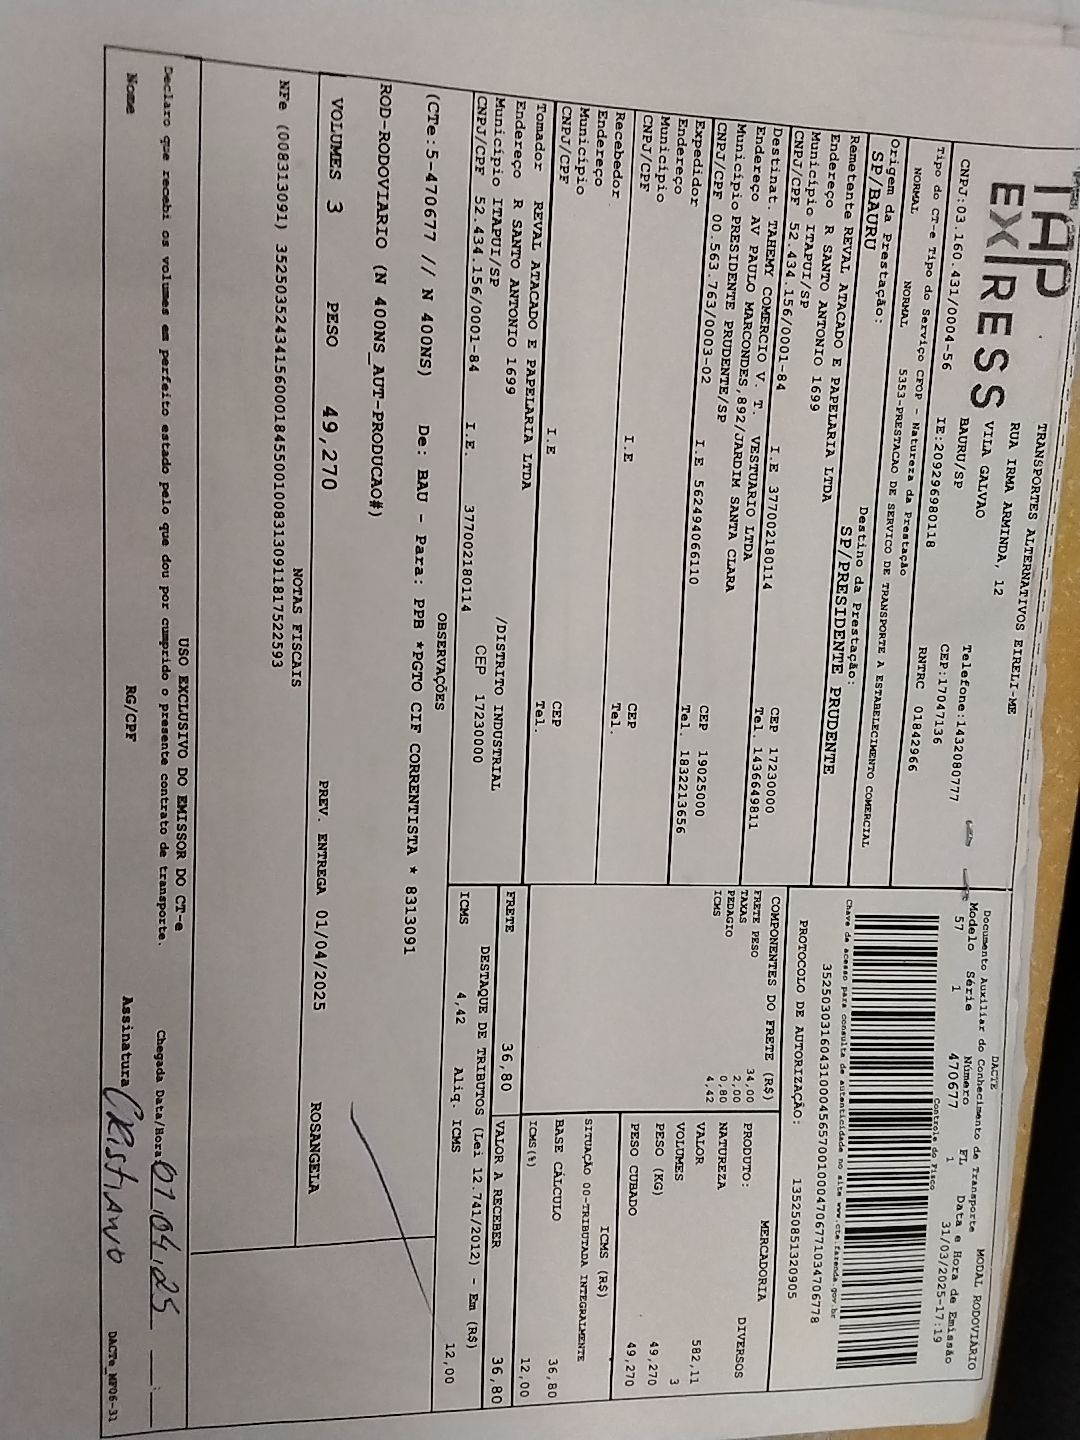 TAP
EXPRESS
TRANSPORTES ALTERNATIVOS EIRELI-ME
RUA IRMA ARMINDA, 12
VILA GALVAO
BAURU/SP
Telefone:1432080777
CEP:17047136
CNPJ:03.160.431/0004-56 IE:209296980118
RNTRC 01842966
Tipo do CT-e Tipo do Serviço CFOP - Natureza da Prestação
NORMAL NORMAL 5353-PRESTACAO DE SERVICO DE TRANSPORTE A ESTABELECIMENTO COMERCIAL
Origem da Prestação: Destino da Prestação:
SP/BAURU SP/PRESIDENTE PRUDENTE
Remetente REVAL ATACADO E PAPELARIA LTDA
Endereço R SANTO ANTONIO 1699
Município ITAPUI/SP CEP 17230000
CNPJ/CPF 52.434.156/0001-84 I.E 377002180114 Tel. 1436649811
Destinat. TAHEMY COMERCIO V. T. VESTUARIO LTDA
Endereço AV PAULO MARCONDES,892/JARDIM SANTA CLARA
Município PRESIDENTE PRUDENTE/SP CEP 19025000
CNPJ/CPF 00.563.763/0003-02 I.E 562494066110 Tel. 1832213656
Expedidor
Endereço
Município CEP
CNPJ/CPF I.E Tel.
Recebedor
Endereço
Município CEP
CNPJ/CPF I.E Tel.
Tomador REVAL ATACADO E PAPELARIA LTDA
Endereço R SANTO ANTONIO 1699 /DISTRITO INDUSTRIAL
Município ITAPUI/SP CEP 17230000
CNPJ/CPF 52.434.156/0001-84 I.E. 377002180114
DACTE MODAL RODOVIARIO
Documento Auxiliar do Conhecimento de Transporte
Modelo Série Número FL Data e Hora de Emissão
57 1 470677 1 31/03/2025-17:19
Controle do Fisco
Chave de acesso para consulta de autenticidade no site www.cte.fazenda.gov.br
35250303160431000456570010004706771034706778
PROTOCOLO DE AUTORIZAÇÃO: 135250851320905
COMPONENTES DO FRETE (R$)
FRETE PESO 34,00
TAXAS 2,00
PEDAGIO 0,80
ICMS 4,42
MERCADORIA
PRODUTO: DIVERSOS
NATUREZA
VALOR 582,11
VOLUMES 3
PESO (KG) 49,270
PESO CUBADO 49,270
ICMS (R$)
SITUAÇÃO 00-TRIBUTADA INTEGRALMENTE
BASE CÁLCULO 36,80
ICMS(%) 12,00
FRETE 36,80 VALOR A RECEBER 36,80
DESTAQUE DE TRIBUTOS (Lei 12.741/2012) - Em (R$)
ICMS 4,42 Aliq. ICMS 12,00
OBSERVAÇÕES
(CTe:5-470677 // N 400NS) De: BAU - Para: PPB *PGTO CIF CORRENTISTA * 8313091
ROD-RODOVIARIO (N 400NS_AUT-PRODUCAO#)
VOLUMES 3 PESO 49,270 PREV. ENTREGA 01/04/2025 ROSANGELA
NOTAS FISCAIS
NFe (008313091) 35250352434156000184550010083130911817522593
USO EXCLUSIVO DO EMISSOR DO CT-e
Declaro que recebi os volumes em perfeito estado pelo que dou por cumprido o presente contrato de transporte.
Chegada Data/Hora: 01.04.25 __:__
Nome RG/CPF Assinatura CRISTIANO
DACTe_MF06-31